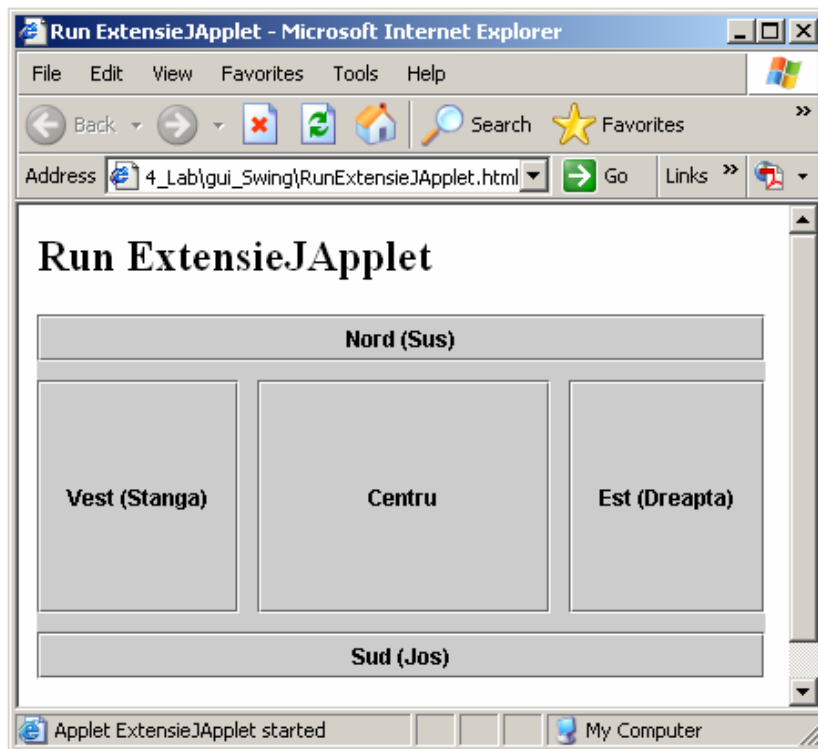 Run ExtensieJApplet - Microsoft Internet Explorer
File Edit View Favorites Tools Help
Back Search Favorites »
Address 4_Lab\gui_Swing\RunExtensieJApplet.html Go Links »
Run ExtensieJApplet
Nord (Sus)
Vest (Stanga) Centru Est (Dreapta)
Sud (Jos)
Applet ExtensieJApplet started My Computer